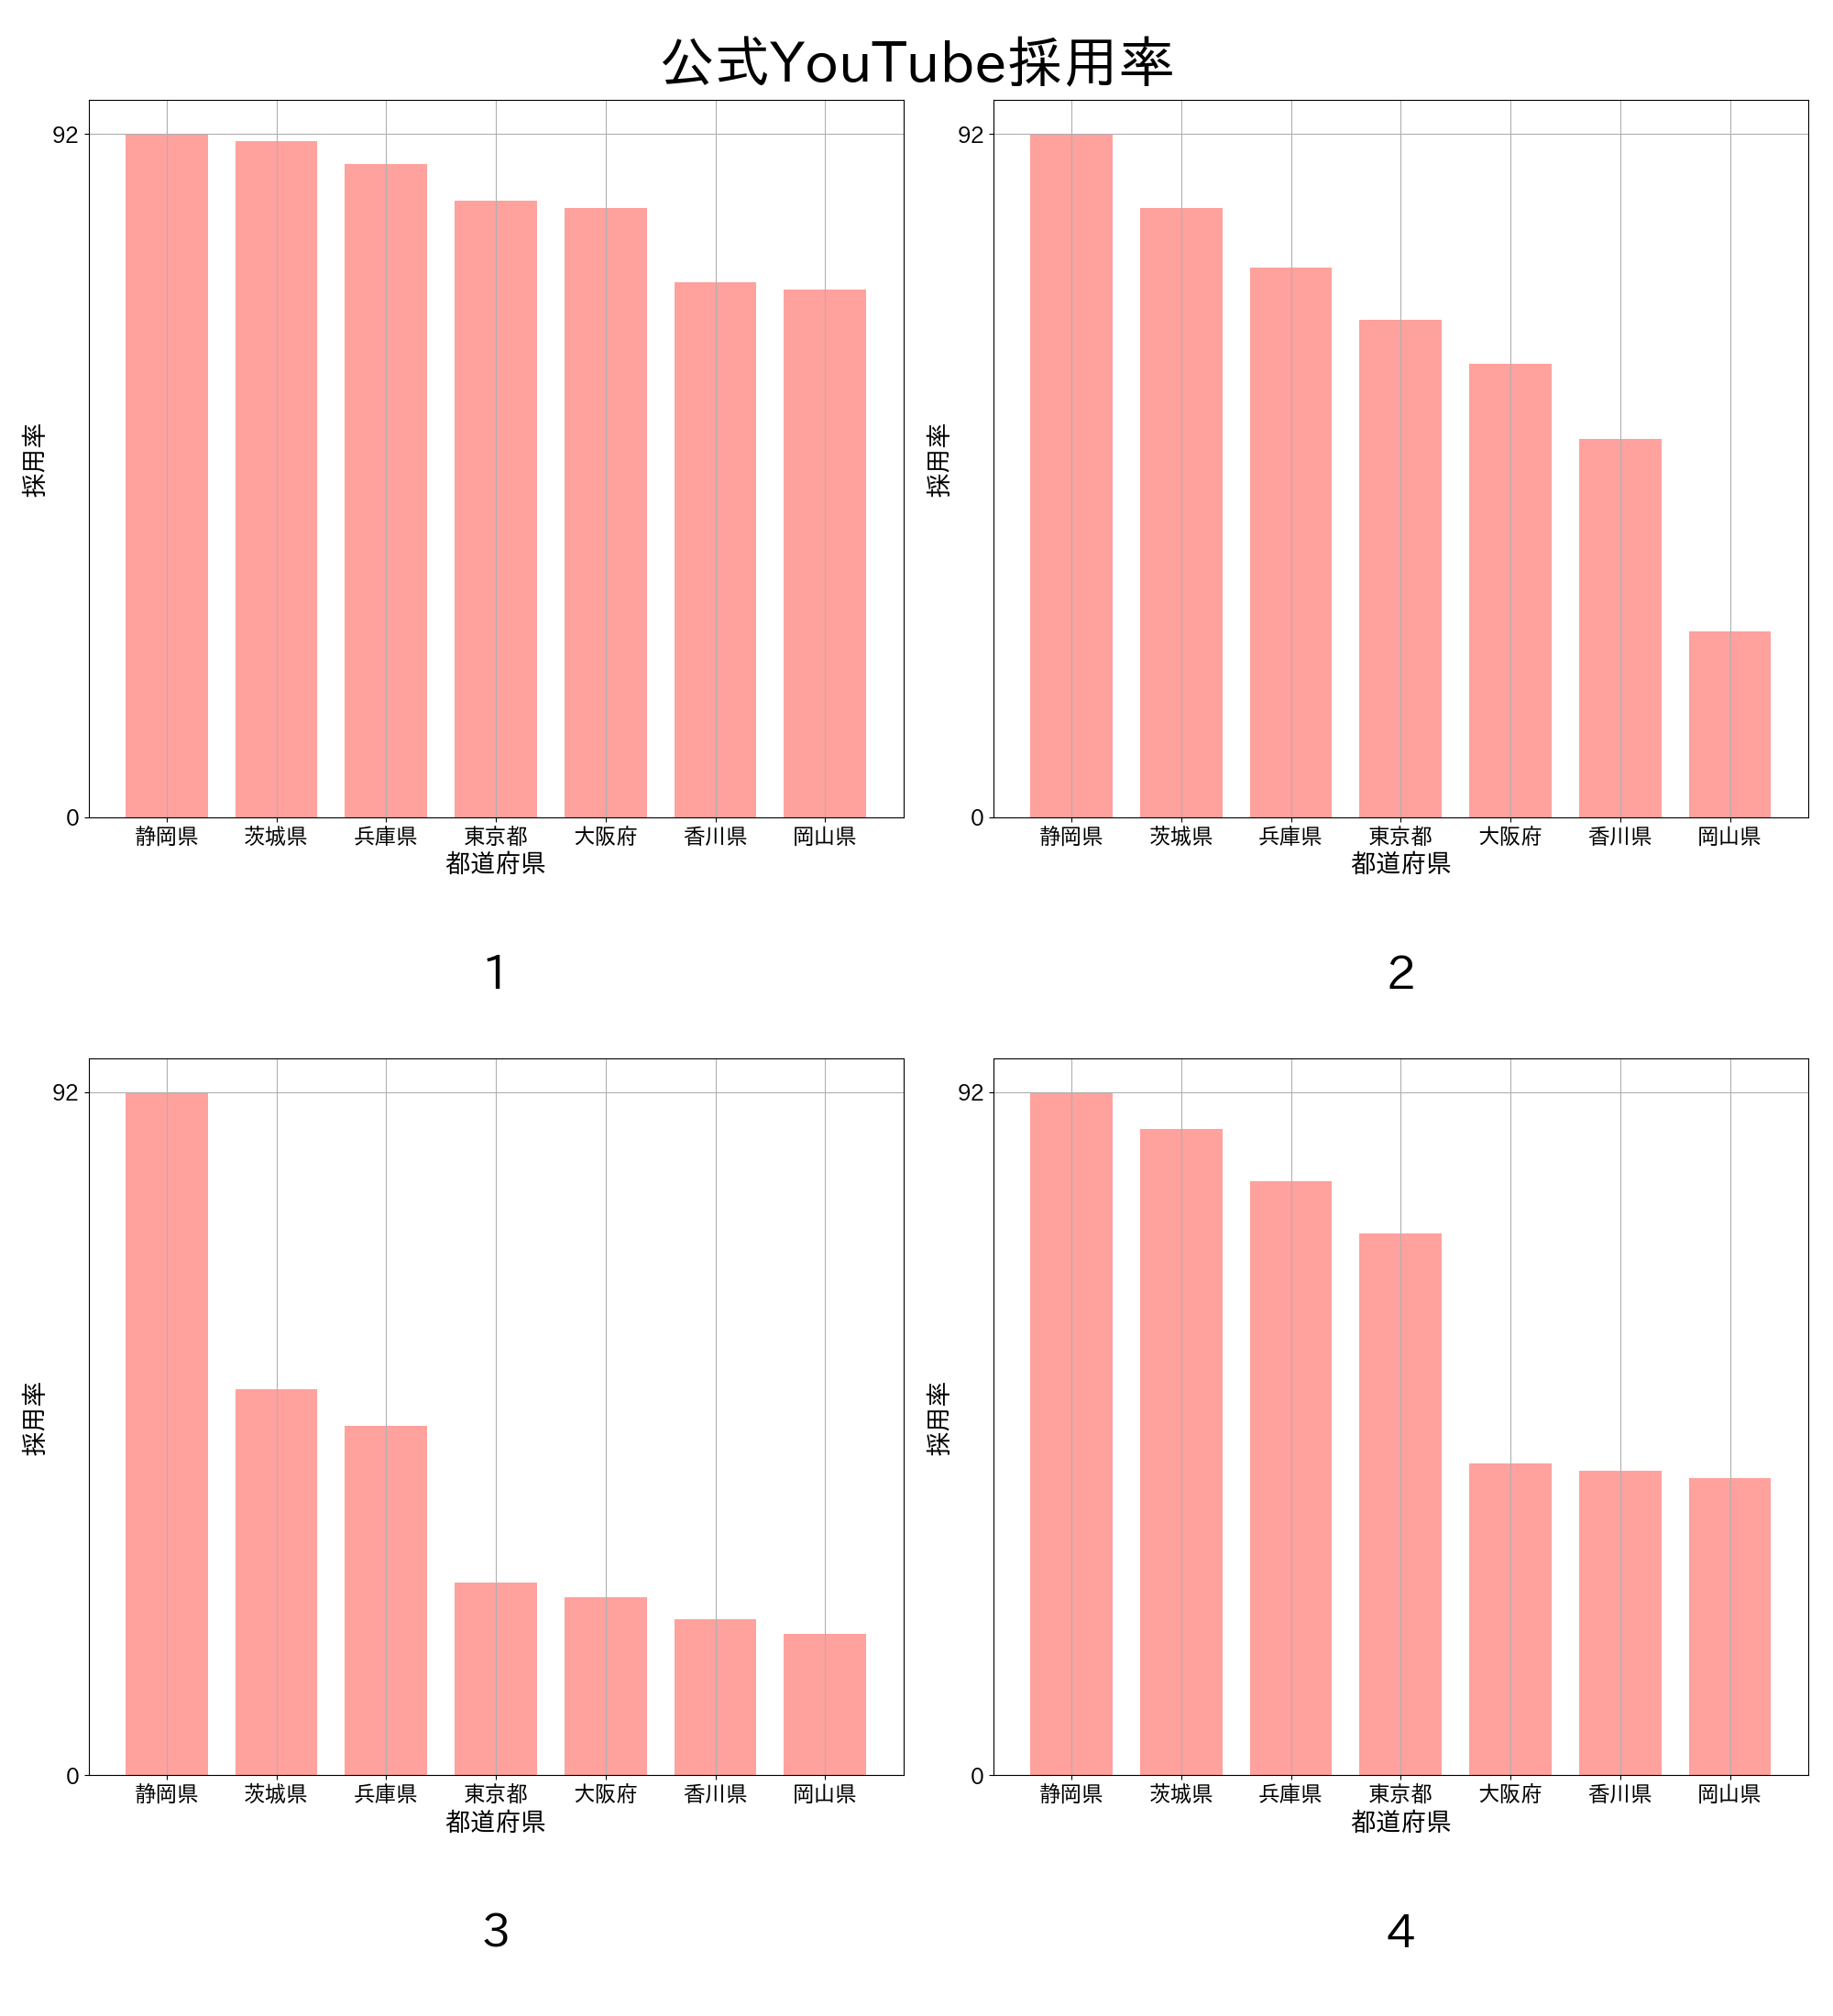 公式YouTube採用率
92
0
採用率
静岡県 茨城県 兵庫県 東京都 大阪府 香川県 岡山県
都道府県
1
92
0
採用率
静岡県 茨城県 兵庫県 東京都 大阪府 香川県 岡山県
都道府県
2
92
0
採用率
静岡県 茨城県 兵庫県 東京都 大阪府 香川県 岡山県
都道府県
3
92
0
採用率
静岡県 茨城県 兵庫県 東京都 大阪府 香川県 岡山県
都道府県
4